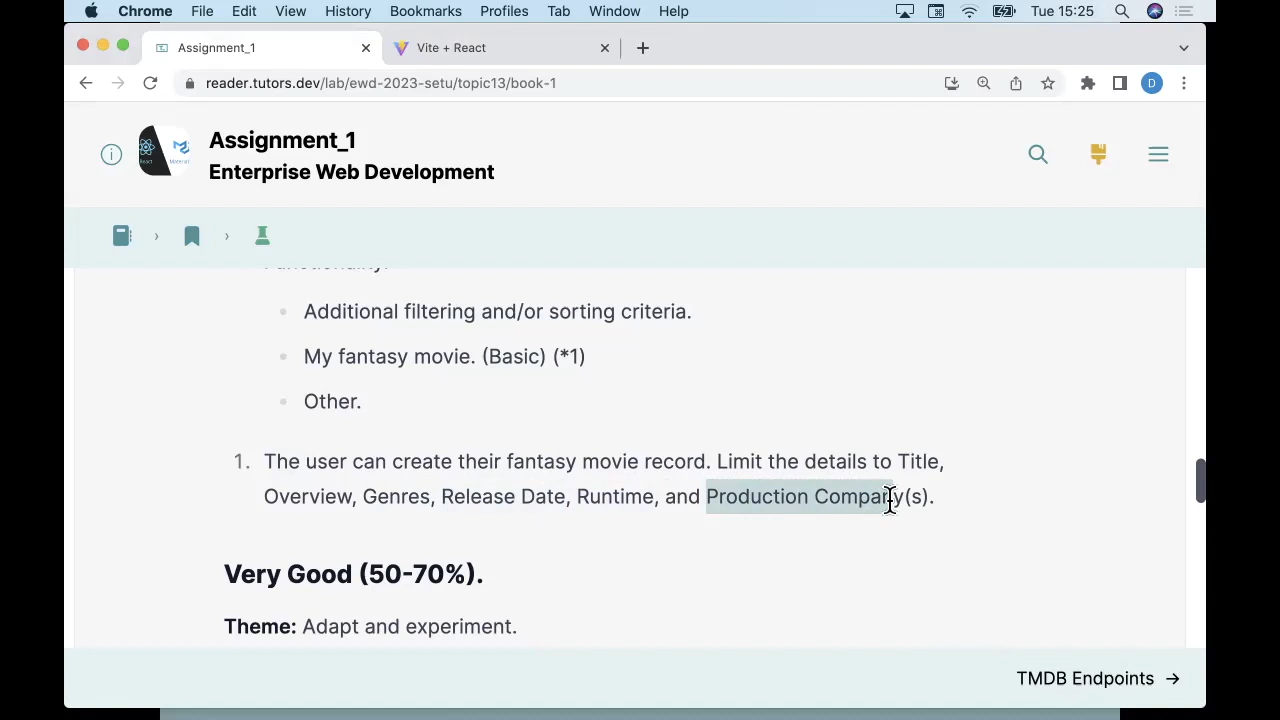 Chrome File Edit View History Bookmarks Profiles Tab Window Help Tue 15:25
Assignment_1 Vite + React
reader.tutors.dev/lab/ewd-2023-setu/topic13/book-1 D
Assignment_1
Enterprise Web Development
Functionality.
• Additional filtering and/or sorting criteria.
• My fantasy movie. (Basic) (*1)
• Other.
1. The user can create their fantasy movie record. Limit the details to Title,
Overview, Genres, Release Date, Runtime, and Production Company(s).
Very Good (50-70%).
Theme: Adapt and experiment.
TMDB Endpoints →